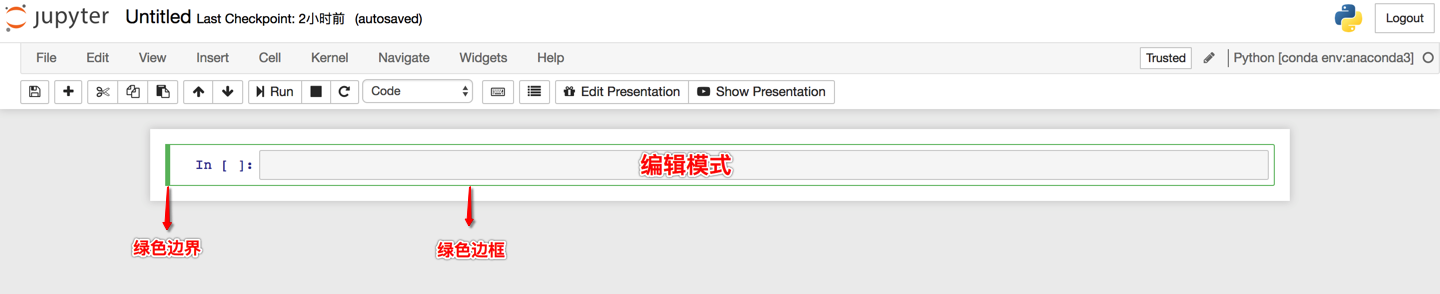 jupyter Untitled Last Checkpoint: 2小时前 (autosaved) Logout
File Edit View Insert Cell Kernel Navigate Widgets Help Trusted Python [conda env:anaconda3]
Run Code Edit Presentation Show Presentation
In [ ]: 编辑模式
绿色边界 绿色边框